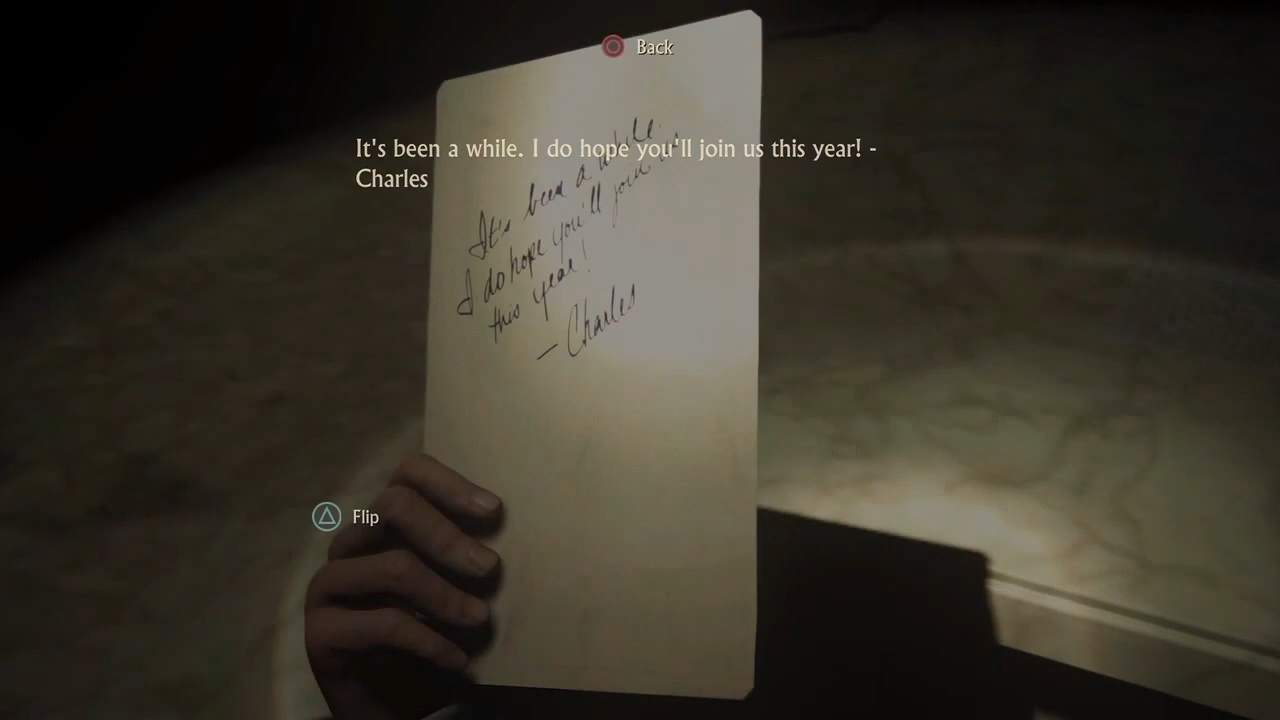 Back
It's been a while. I do hope you'll join us this year! -
Charles
It's been a while.
I do hope you'll join us
this year!
- Charles
Flip